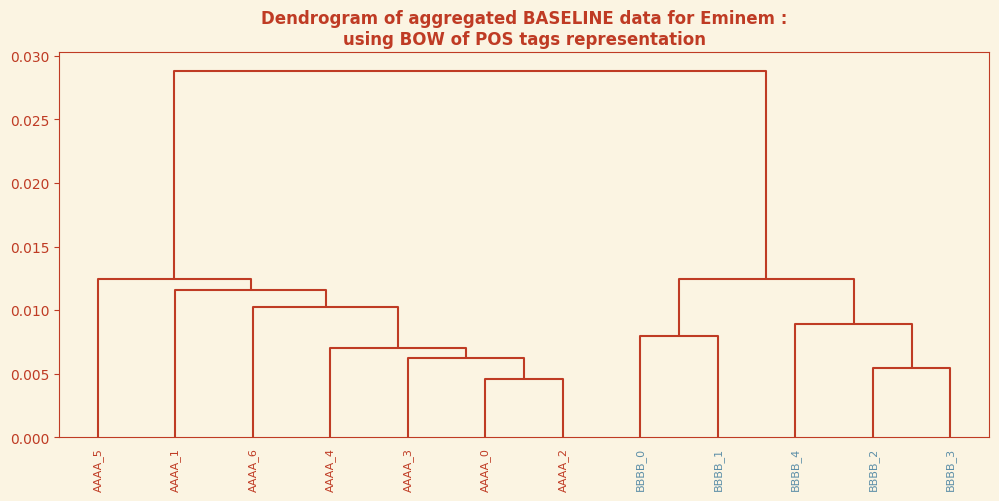 Dendrogram of aggregated BASELINE data for Eminem :
using BOW of POS tags representation
0.030
0.025
0.020
0.015
0.010
0.005
0.000
AAAA_5
AAAA_1
AAAA_6
AAAA_4
AAAA_3
AAAA_0
AAAA_2
BBBB_0
BBBB_1
BBBB_4
BBBB_2
BBBB_3